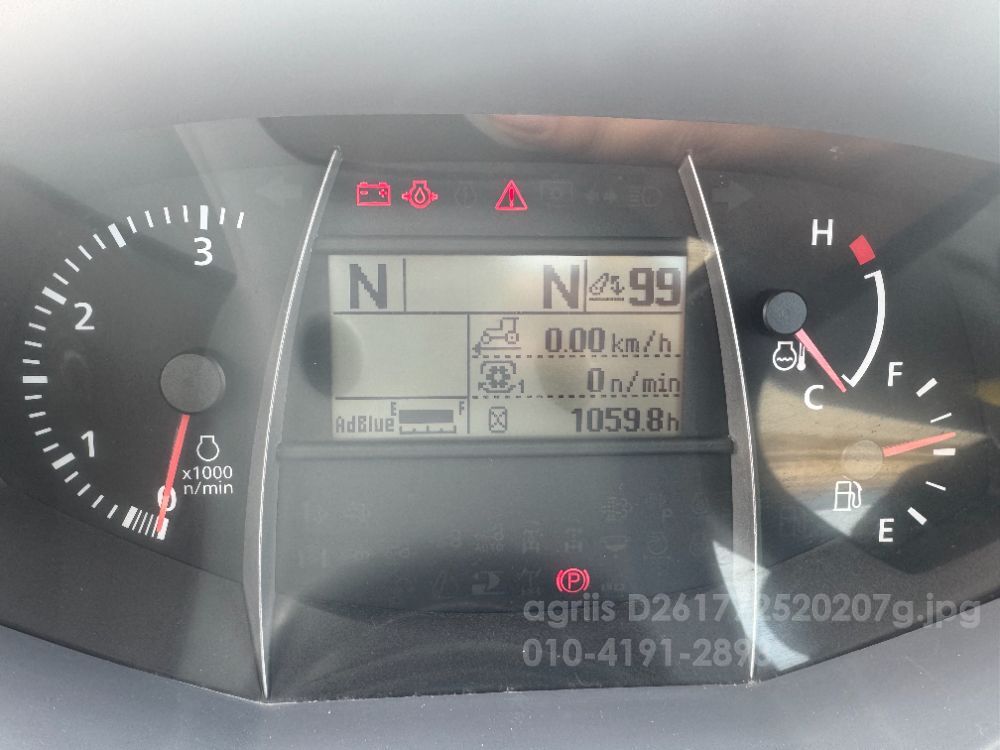 3
2
1
0
x1000
n/min
N N 99
0.00 km/h
1 0 n/min
AdBlue E F 1059.8 h
H
C
F
E
P
agriis D2617 2520207g.jpg
010-4191-289